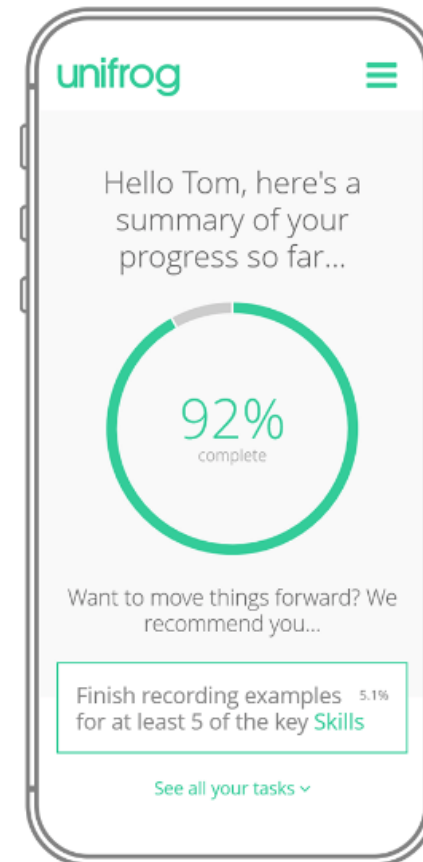 unifrog
Hello Tom, here's a
summary of your
progress so far...
92%
complete
Want to move things forward? We
recommend you...
Finish recording examples 5.1%
for at least 5 of the key Skills
See all your tasks